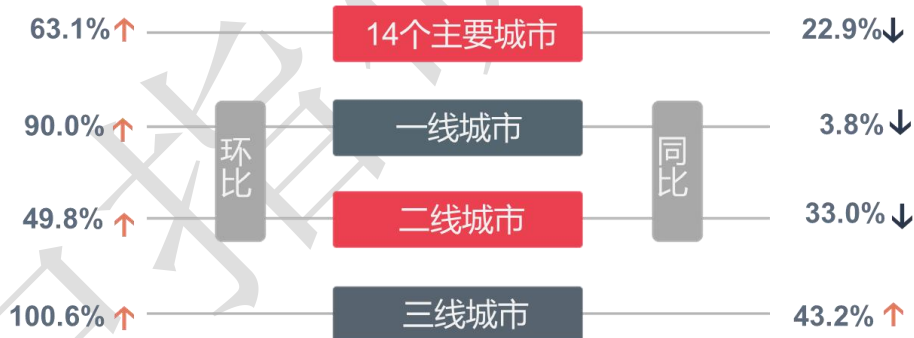 63.1%↑ 14个主要城市 22.9%↓
90.0%↑ 一线城市 3.8%↓
环比 同比
49.8%↑ 二线城市 33.0%↓
100.6%↑ 三线城市 43.2%↑